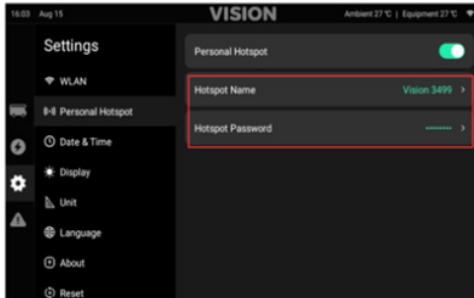 16:03 Aug 15 VISION Ambient 27 ℃ | Equipment 27 ℃
Settings
WLAN
Personal Hotspot
Date & Time
Display
Unit
Language
About
Reset
Personal Hotspot
Hotspot Name Vision 3499 >
Hotspot Password ········ >